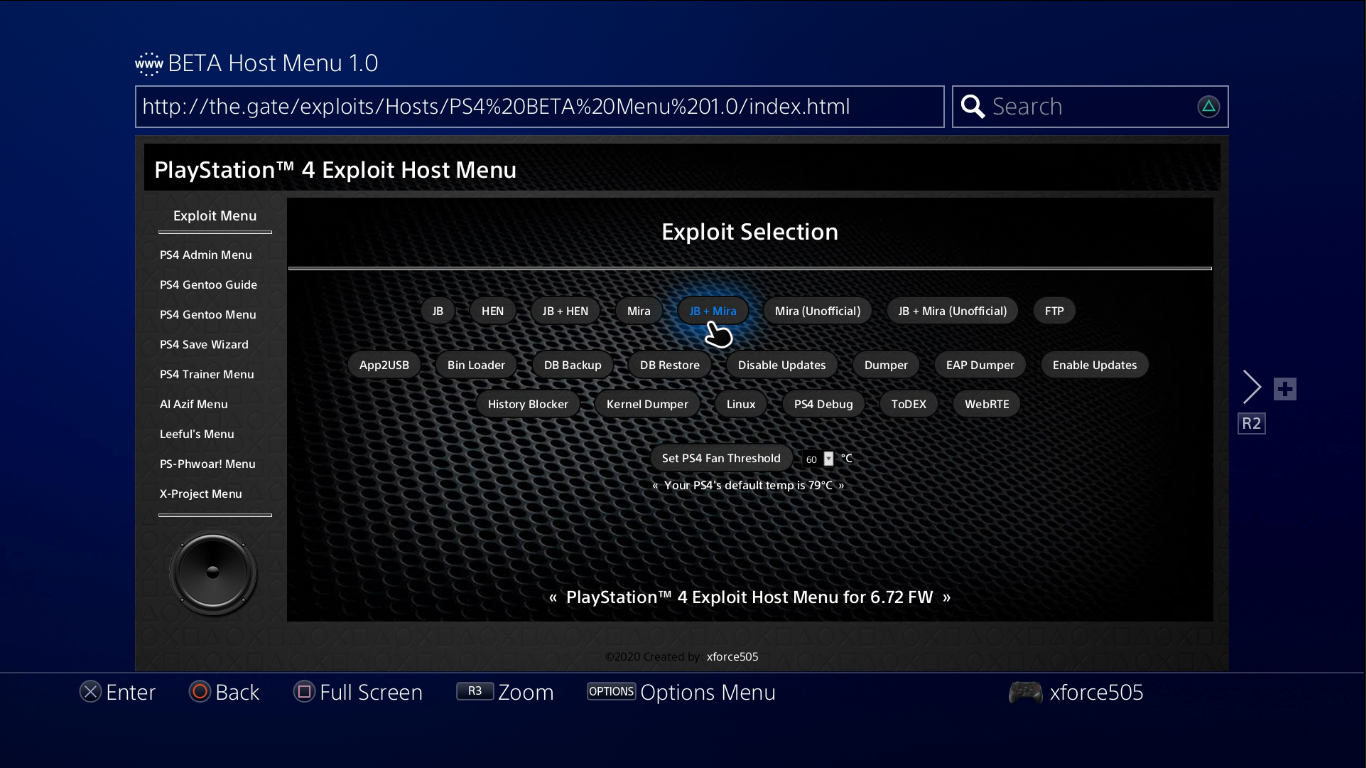 www BETA Host Menu 1.0
http://the.gate/exploits/Hosts/PS4%20BETA%20Menu%201.0/index.html Search
PlayStation™ 4 Exploit Host Menu
Exploit Menu
PS4 Admin Menu
PS4 Gentoo Guide
PS4 Gentoo Menu
PS4 Save Wizard
PS4 Trainer Menu
Al Azif Menu
Leeful's Menu
PS-Phwoar! Menu
X-Project Menu
Exploit Selection
JB HEN JB + HEN Mira JB + Mira Mira (Unofficial) JB + Mira (Unofficial) FTP
App2USB Bin Loader DB Backup DB Restore Disable Updates Dumper EAP Dumper Enable Updates
History Blocker Kernel Dumper Linux PS4 Debug ToDEX WebRTE
Set PS4 Fan Threshold 60 °C
« Your PS4's default temp is 79°C »
« PlayStation™ 4 Exploit Host Menu for 6.72 FW »
©2020 Created by: xforce505
R2
Enter Back Full Screen R3 Zoom OPTIONS Options Menu xforce505